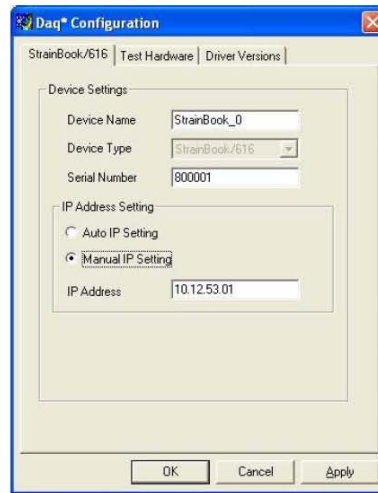 Daq* Configuration
StrainBook/616 Test Hardware Driver Versions
Device Settings
Device Name StrainBook_0
Device Type StrainBook/616
Serial Number 800001
IP Address Setting
Auto IP Setting
Manual IP Setting
IP Address 10.12.53.01
OK Cancel Apply